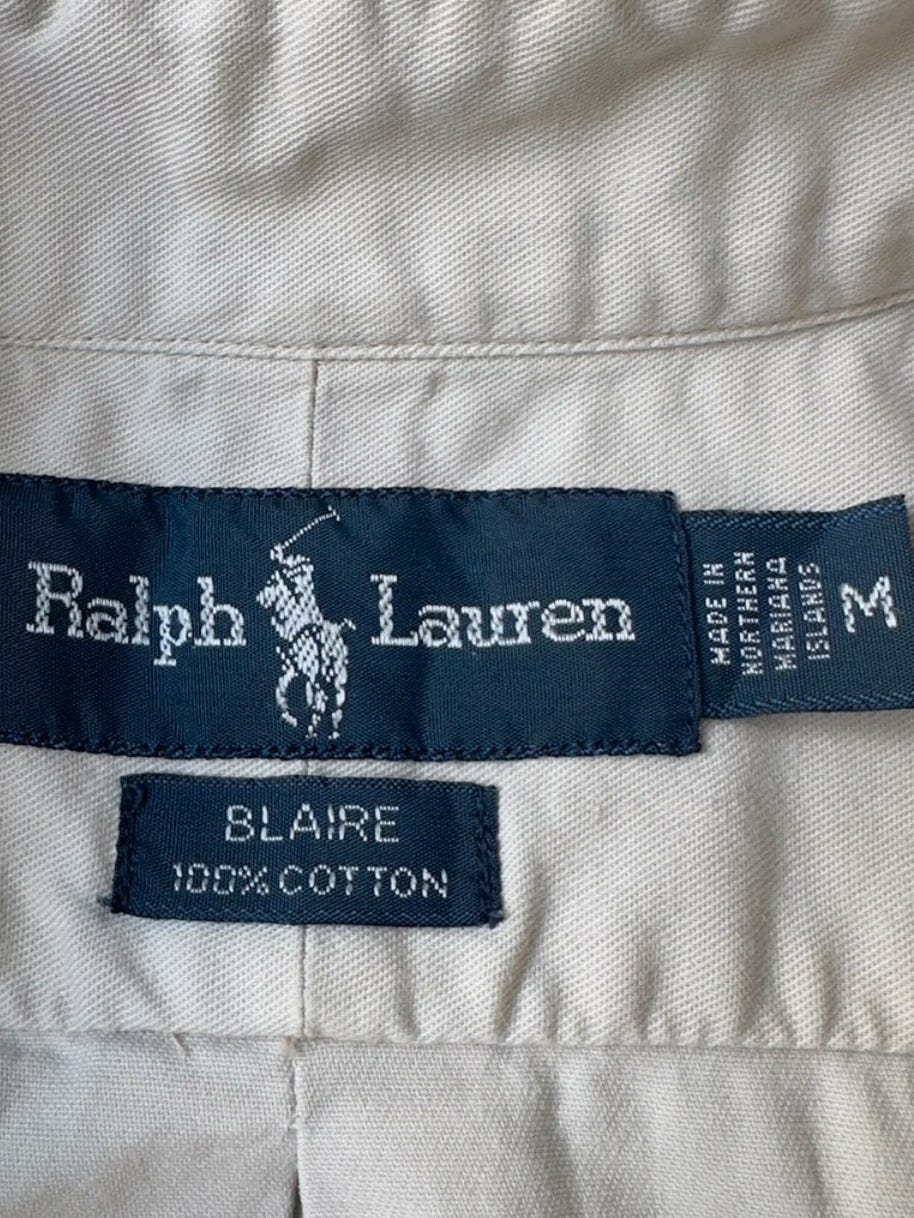 Ralph Lauren
MADE IN
NORTHERN
MARIANA
ISLANDS
M
BLAIRE
100% COTTON